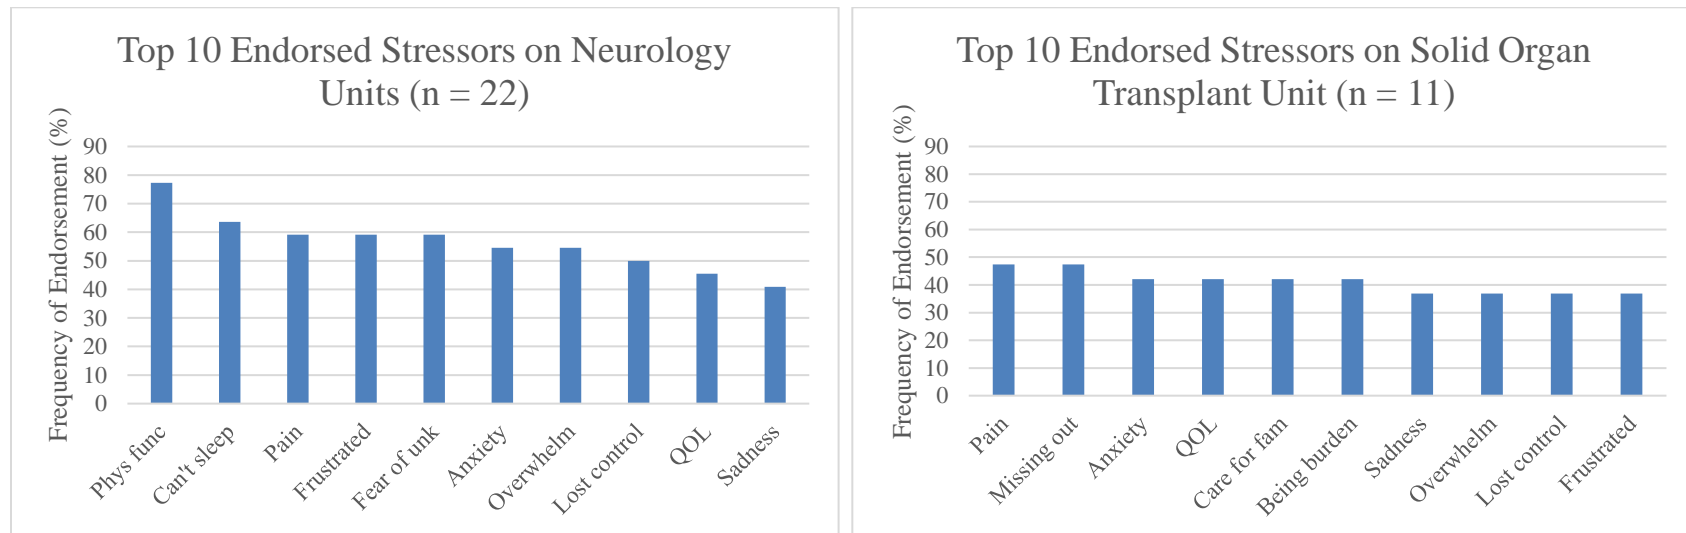 Top 10 Endorsed Stressors on Neurology
Units (n = 22)
Frequency of Endorsement (%)
90
80
70
60
50
40
30
20
10
0
Phys func
Can't sleep
Pain
Frustrated
Fear of unk
Anxiety
Overwhelm
Lost control
QOL
Sadness
Top 10 Endorsed Stressors on Solid Organ
Transplant Unit (n = 11)
Frequency of Endorsement (%)
90
80
70
60
50
40
30
20
10
0
Pain
Missing out
Anxiety
QOL
Care for fam
Being burden
Sadness
Overwhelm
Lost control
Frustrated